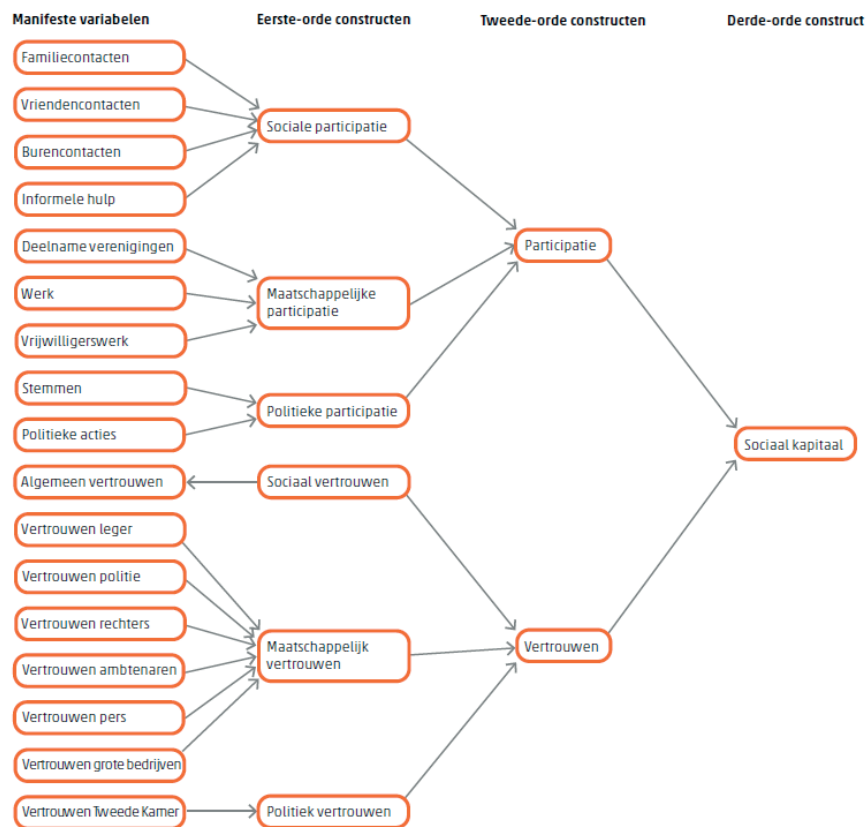 Manifeste variabelen
Eerste-orde constructen
Tweede-orde constructen
Derde-orde construct
Familiecontacten
Vriendencontacten
Burencontacten
Informele hulp
Deelname verenigingen
Werk
Vrijwilligerswerk
Stemmen
Politieke acties
Algemeen vertrouwen
Vertrouwen leger
Vertrouwen politie
Vertrouwen rechters
Vertrouwen ambtenaren
Vertrouwen pers
Vertrouwen grote bedrijven
Vertrouwen Tweede Kamer
Sociale participatie
Maatschappelijke
participatie
Politieke participatie
Sociaal vertrouwen
Maatschappelijk
vertrouwen
Politiek vertrouwen
Participatie
Vertrouwen
Sociaal kapitaal